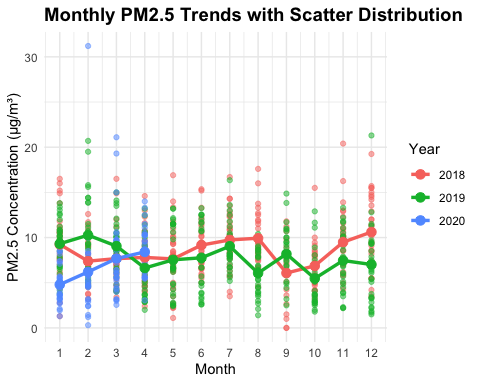 Monthly PM2.5 Trends with Scatter Distribution
PM2.5 Concentration (µg/m³)
30
20
10
0
1 2 3 4 5 6 7 8 9 10 11 12
Month
Year
2018
2019
2020